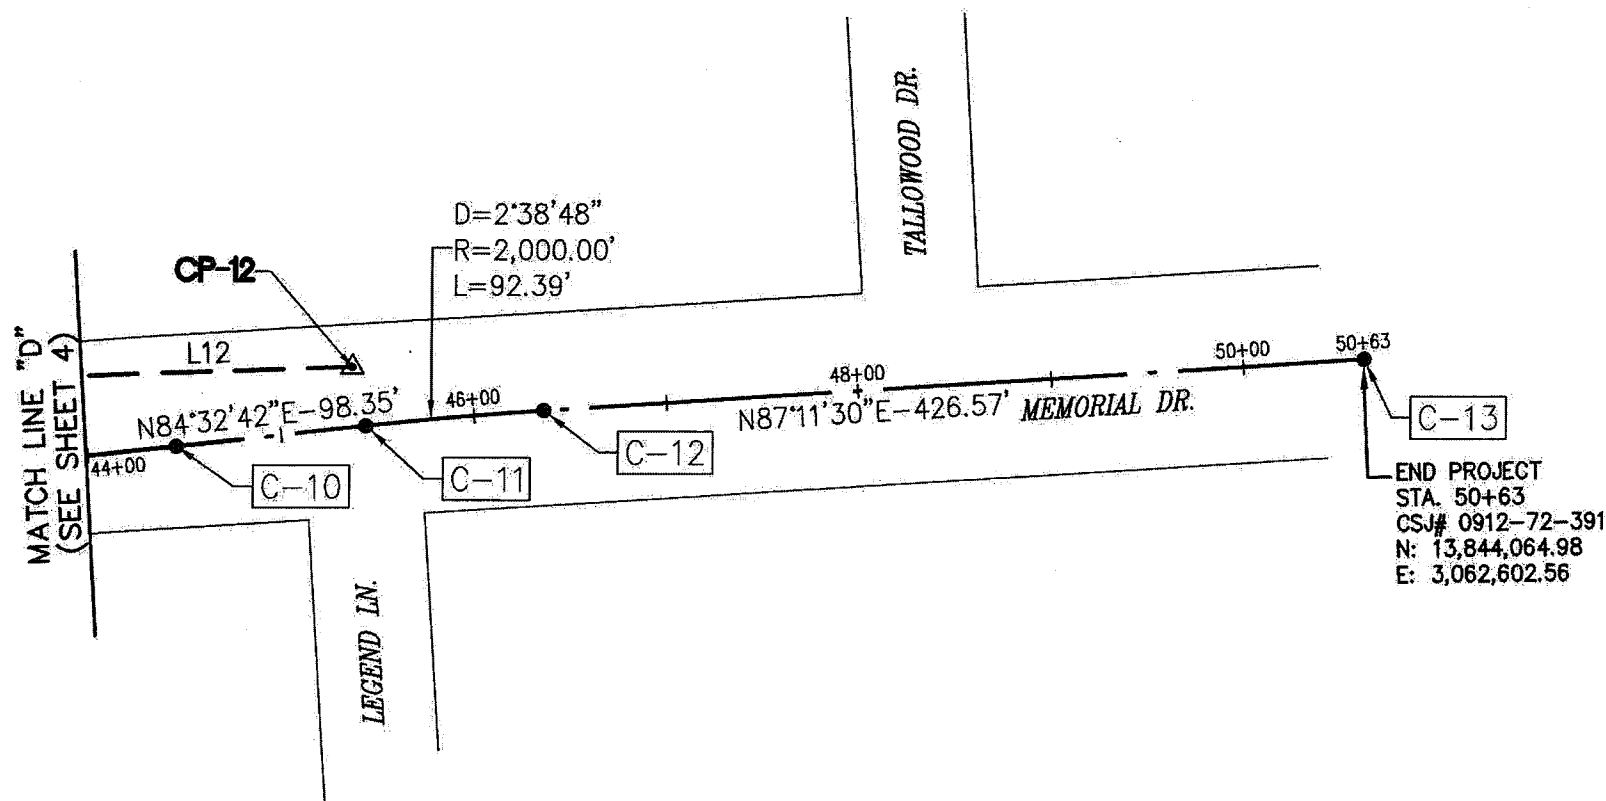 TALLOWOOD DR.
D=2°38'48"
R=2,000.00'
L=92.39'
CP-12
MATCH LINE "D"
(SEE SHEET 4)
L12
50+63
50+00
48+00
46+00
N84°32'42"E-98.35'
N87°11'30"E-426.57'
MEMORIAL DR.
44+00
C-10
C-11
C-12
C-13
END PROJECT
STA. 50+63
CSJ# 0912-72-391
N: 13,844,064.98
E: 3,062,602.56
LEGEND LN.